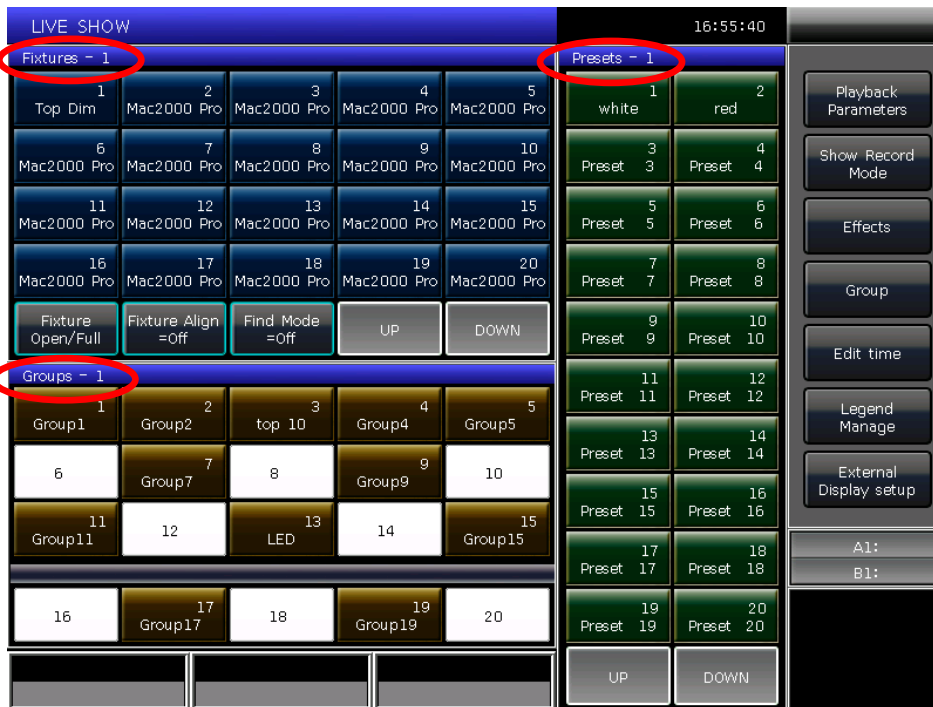 LIVE SHOW
16:55:40
Fixtures - 1
1 2 3 4 5
Top Dim Mac2000 Pro Mac2000 Pro Mac2000 Pro Mac2000 Pro
6 7 8 9 10
Mac2000 Pro Mac2000 Pro Mac2000 Pro Mac2000 Pro Mac2000 Pro
11 12 13 14 15
Mac2000 Pro Mac2000 Pro Mac2000 Pro Mac2000 Pro Mac2000 Pro
16 17 18 19 20
Mac2000 Pro Mac2000 Pro Mac2000 Pro Mac2000 Pro Mac2000 Pro
Fixture Fixture Align Find Mode
Open/Full =Off =Off UP DOWN
Groups - 1
1 2 3 4 5
Group1 Group2 top 10 Group4 Group5
6 7 8 9 10
Group7 Group9
11 12 13 14 15
Group11 LED Group15
16 17 18 19 20
Group17 Group19
Presets - 1
1 2
white red
3 4
Preset 3 Preset 4
5 6
Preset 5 Preset 6
7 8
Preset 7 Preset 8
9 10
Preset 9 Preset 10
11 12
Preset 11 Preset 12
13 14
Preset 13 Preset 14
15 16
Preset 15 Preset 16
17 18
Preset 17 Preset 18
19 20
Preset 19 Preset 20
UP DOWN
Playback
Parameters
Show Record
Mode
Effects
Group
Edit time
Legend
Manage
External
Display setup
A1:
B1: